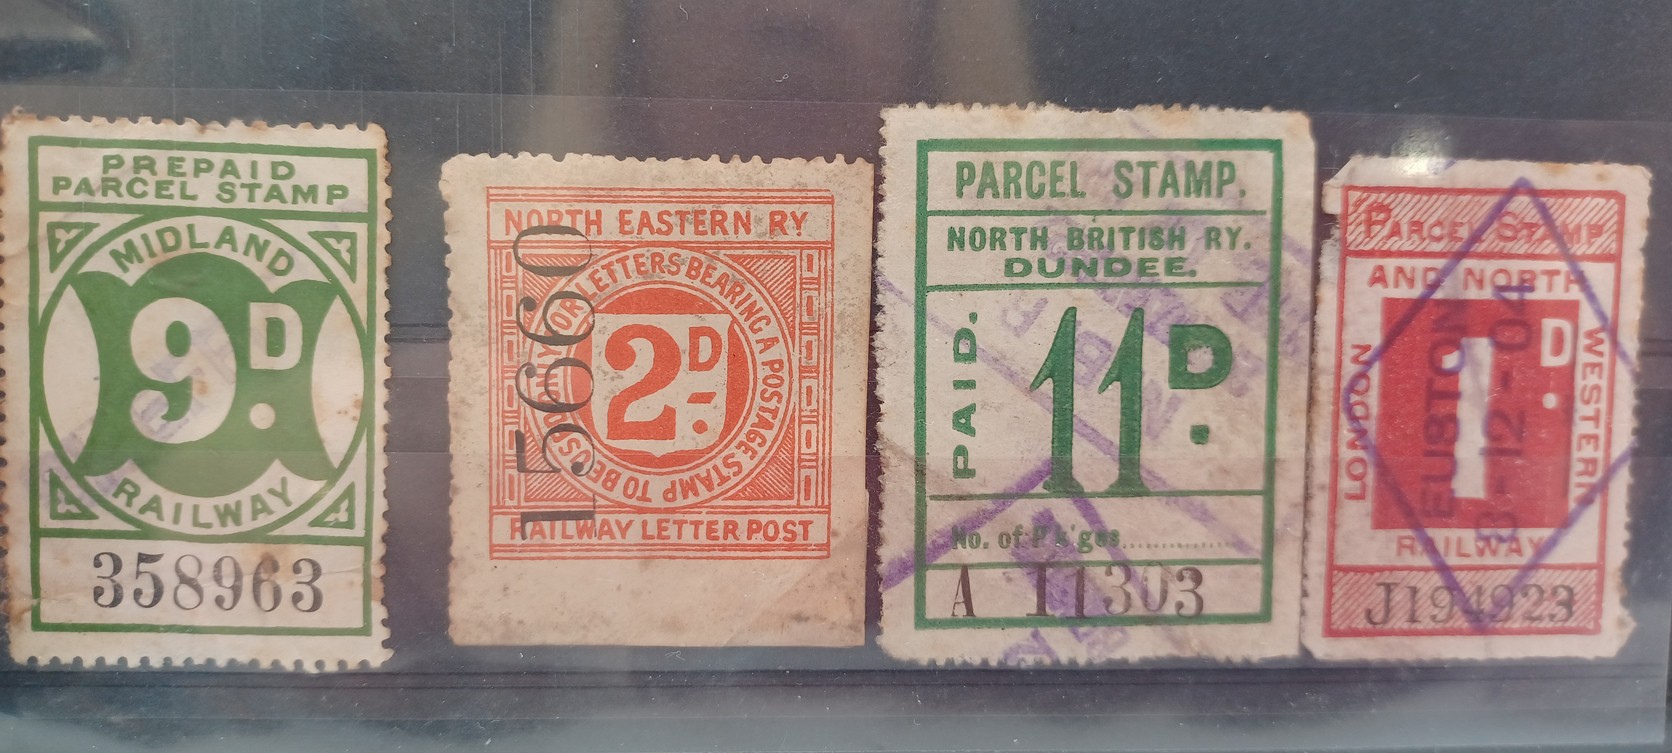 PREPAID
PARCEL STAMP
MIDLAND
9D.
RAILWAY
358963
NORTH EASTERN RY
FOR LETTERS BEARING A POSTAGE STAMP TO BE USED ONLY
2D
RAILWAY LETTER POST
15660
PARCEL STAMP.
NORTH BRITISH RY.
DUNDEE.
PAID.
11D.
No. of P'k'ges
A 11303
PARCEL STAMP
AND NORTH
LONDON
1D.
WESTERN
RAILWAY
J194923
EUSTON
3-12-04